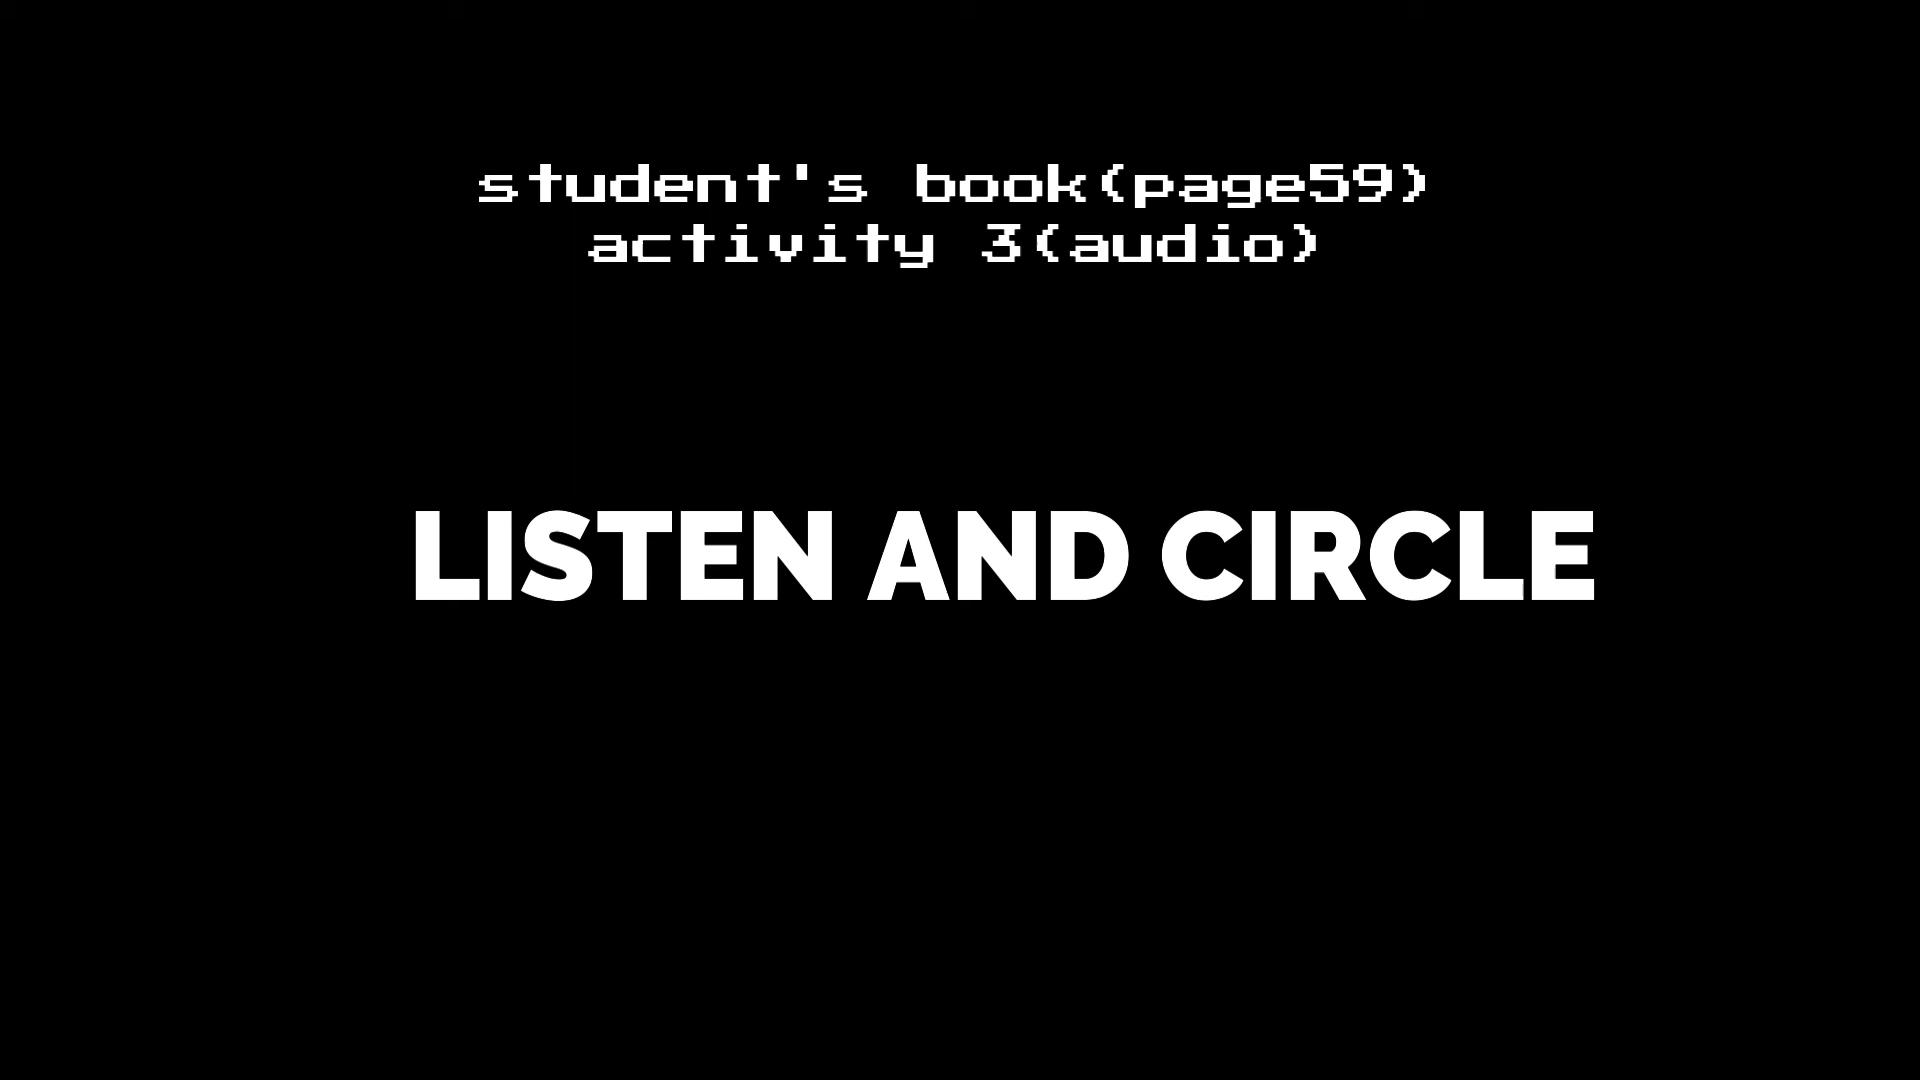 student's book(page59)
activity 3(audio)
LISTEN AND CIRCLE